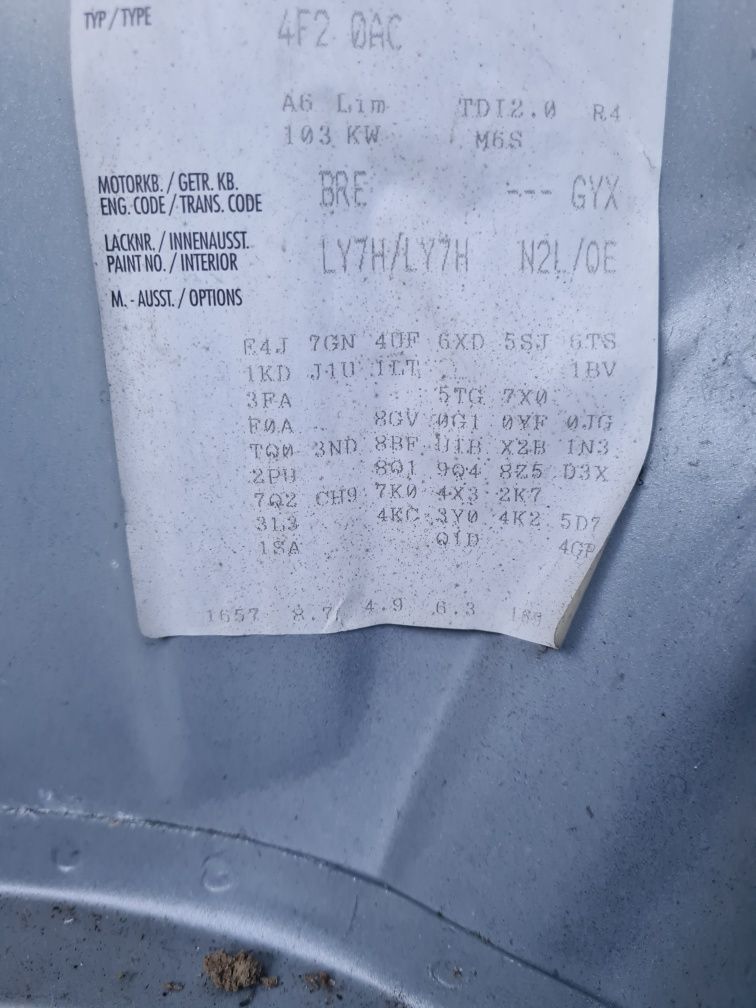 TYP / TYPE 4F2 0AC
A6 Lim TDI2.0 R4
103 KW M6S
MOTORKB. / GETR. KB.
ENG. CODE / TRANS. CODE BRE --- GYX
LACKNR. / INNENAUSST.
PAINT NO. / INTERIOR LY7H/LY7H N2L/QE
M. - AUSST. / OPTIONS
E4J 7GN 4UF 6XD 5SJ 6TS
1KD J1U 1LT 1BV
3FA 5TG 7X0
F0A 8GV 0G1 0YF 0JG
TQ0 3ND 8BF U1B X2B 1N3
2PU 8Q1 9Q4 8Z5 D3X
7Q2 CH9 7K0 4X3 2K7
3L3 4KC 3Y0 4K2 5D7
1SA Q1D 4GP
1657 8.7 4.9 6.3